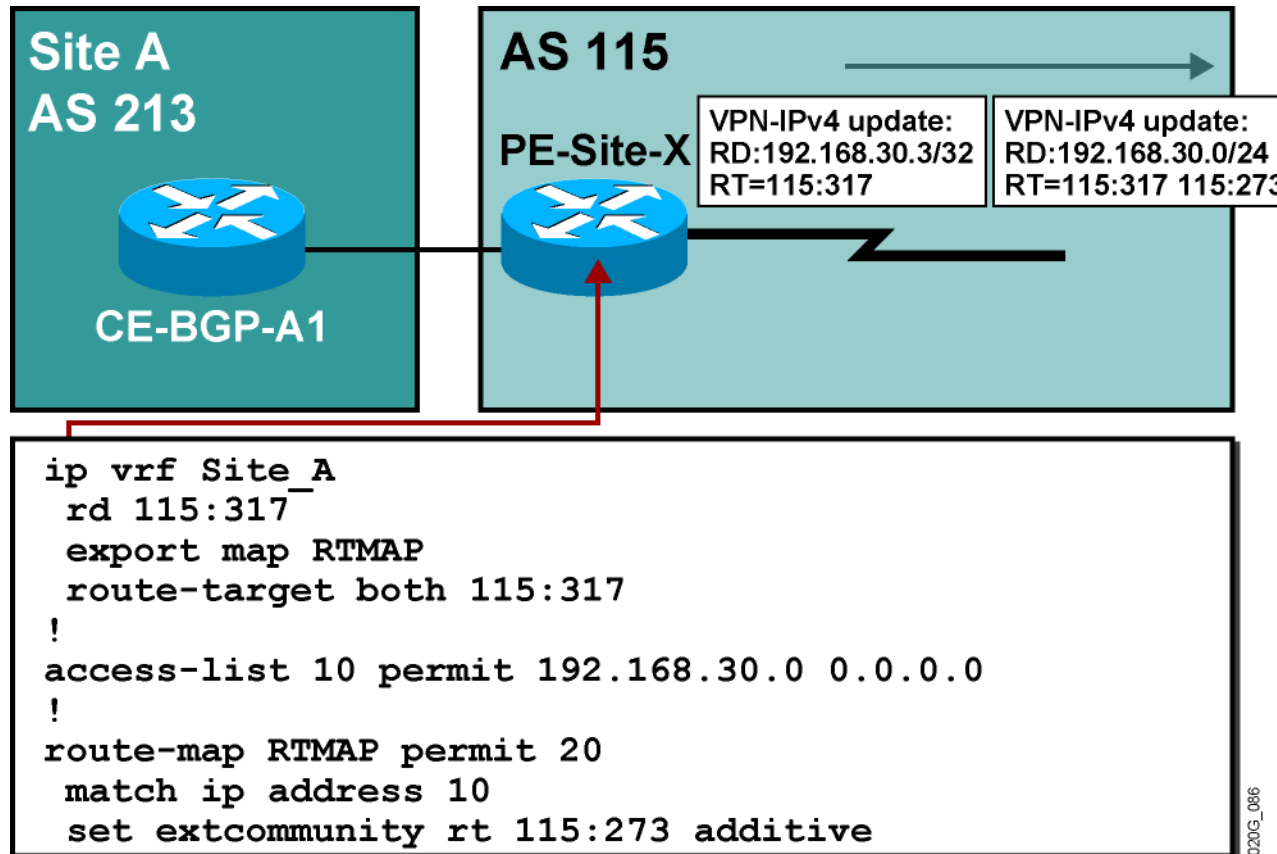 Site A
AS 213
CE-BGP-A1
AS 115
PE-Site-X
VPN-IPv4 update:
RD:192.168.30.3/32
RT=115:317
VPN-IPv4 update:
RD:192.168.30.0/24
RT=115:317 115:273
ip vrf Site_A
rd 115:317
export map RTMAP
route-target both 115:317
!
access-list 10 permit 192.168.30.0 0.0.0.0
!
route-map RTMAP permit 20
match ip address 10
set extcommunity rt 115:273 additive
020G_086